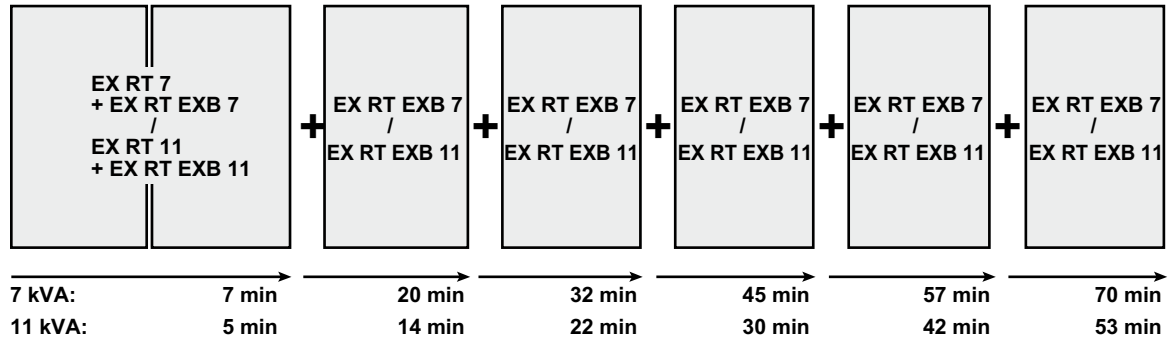 EX RT 7
+ EX RT EXB 7
/
EX RT 11
+ EX RT EXB 11
+
EX RT EXB 7
/
EX RT EXB 11
+
EX RT EXB 7
/
EX RT EXB 11
+
EX RT EXB 7
/
EX RT EXB 11
+
EX RT EXB 7
/
EX RT EXB 11
+
EX RT EXB 7
/
EX RT EXB 11
7 kVA: 7 min 20 min 32 min 45 min 57 min 70 min
11 kVA: 5 min 14 min 22 min 30 min 42 min 53 min